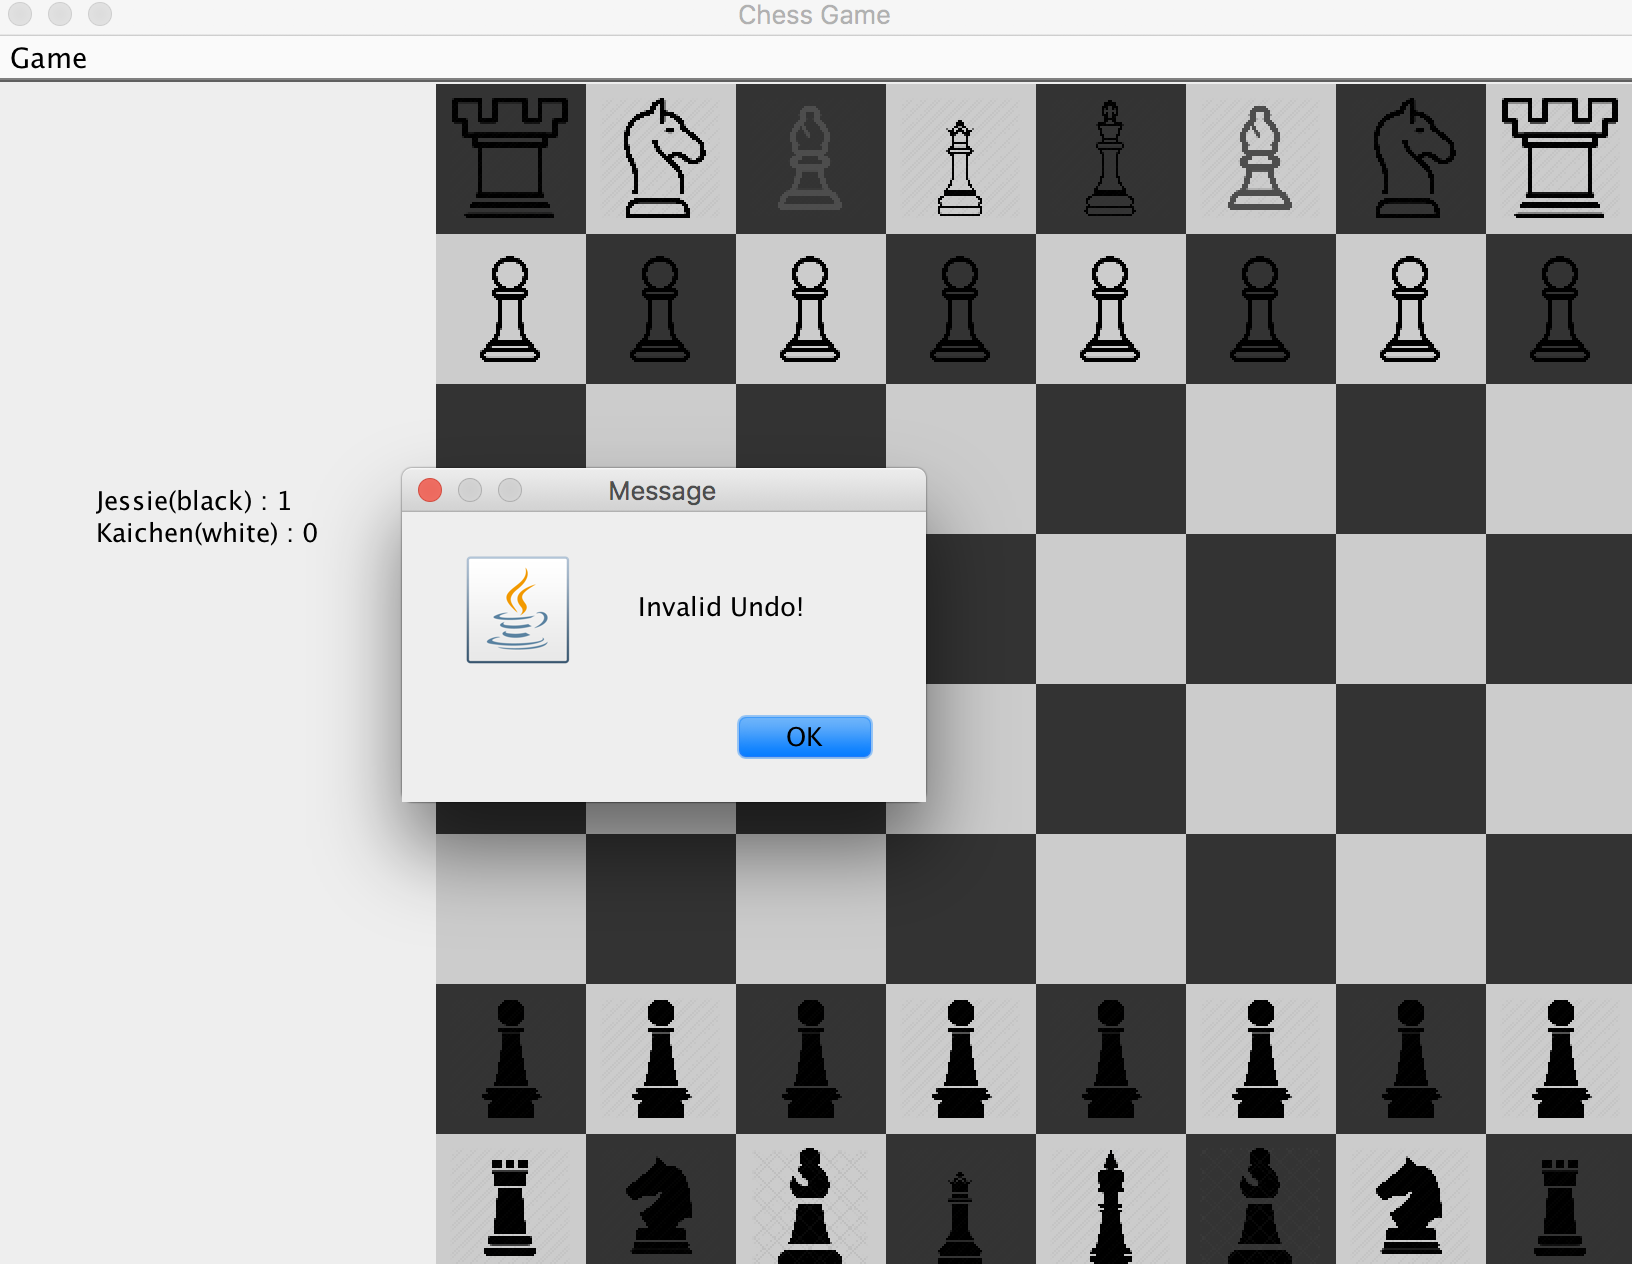 Chess Game
Game
Jessie(black) : 1
Kaichen(white) : 0
Message
Invalid Undo!
OK